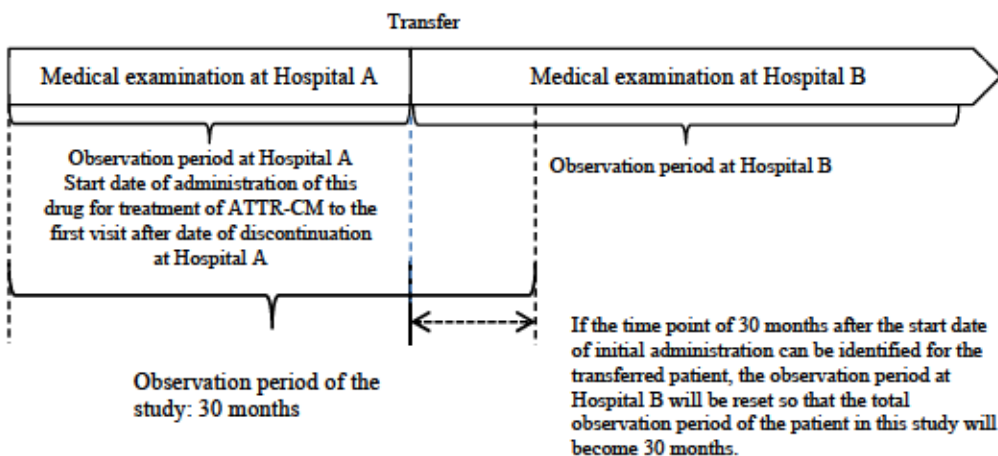 Transfer
Medical examination at Hospital A
Medical examination at Hospital B
Observation period at Hospital A
Start date of administration of this
drug for treatment of ATTR-CM to the
first visit after date of discontinuation
at Hospital A
Observation period at Hospital B
Observation period of the
study: 30 months
If the time point of 30 months after the start date
of initial administration can be identified for the
transferred patient, the observation period at
Hospital B will be reset so that the total
observation period of the patient in this study will
become 30 months.